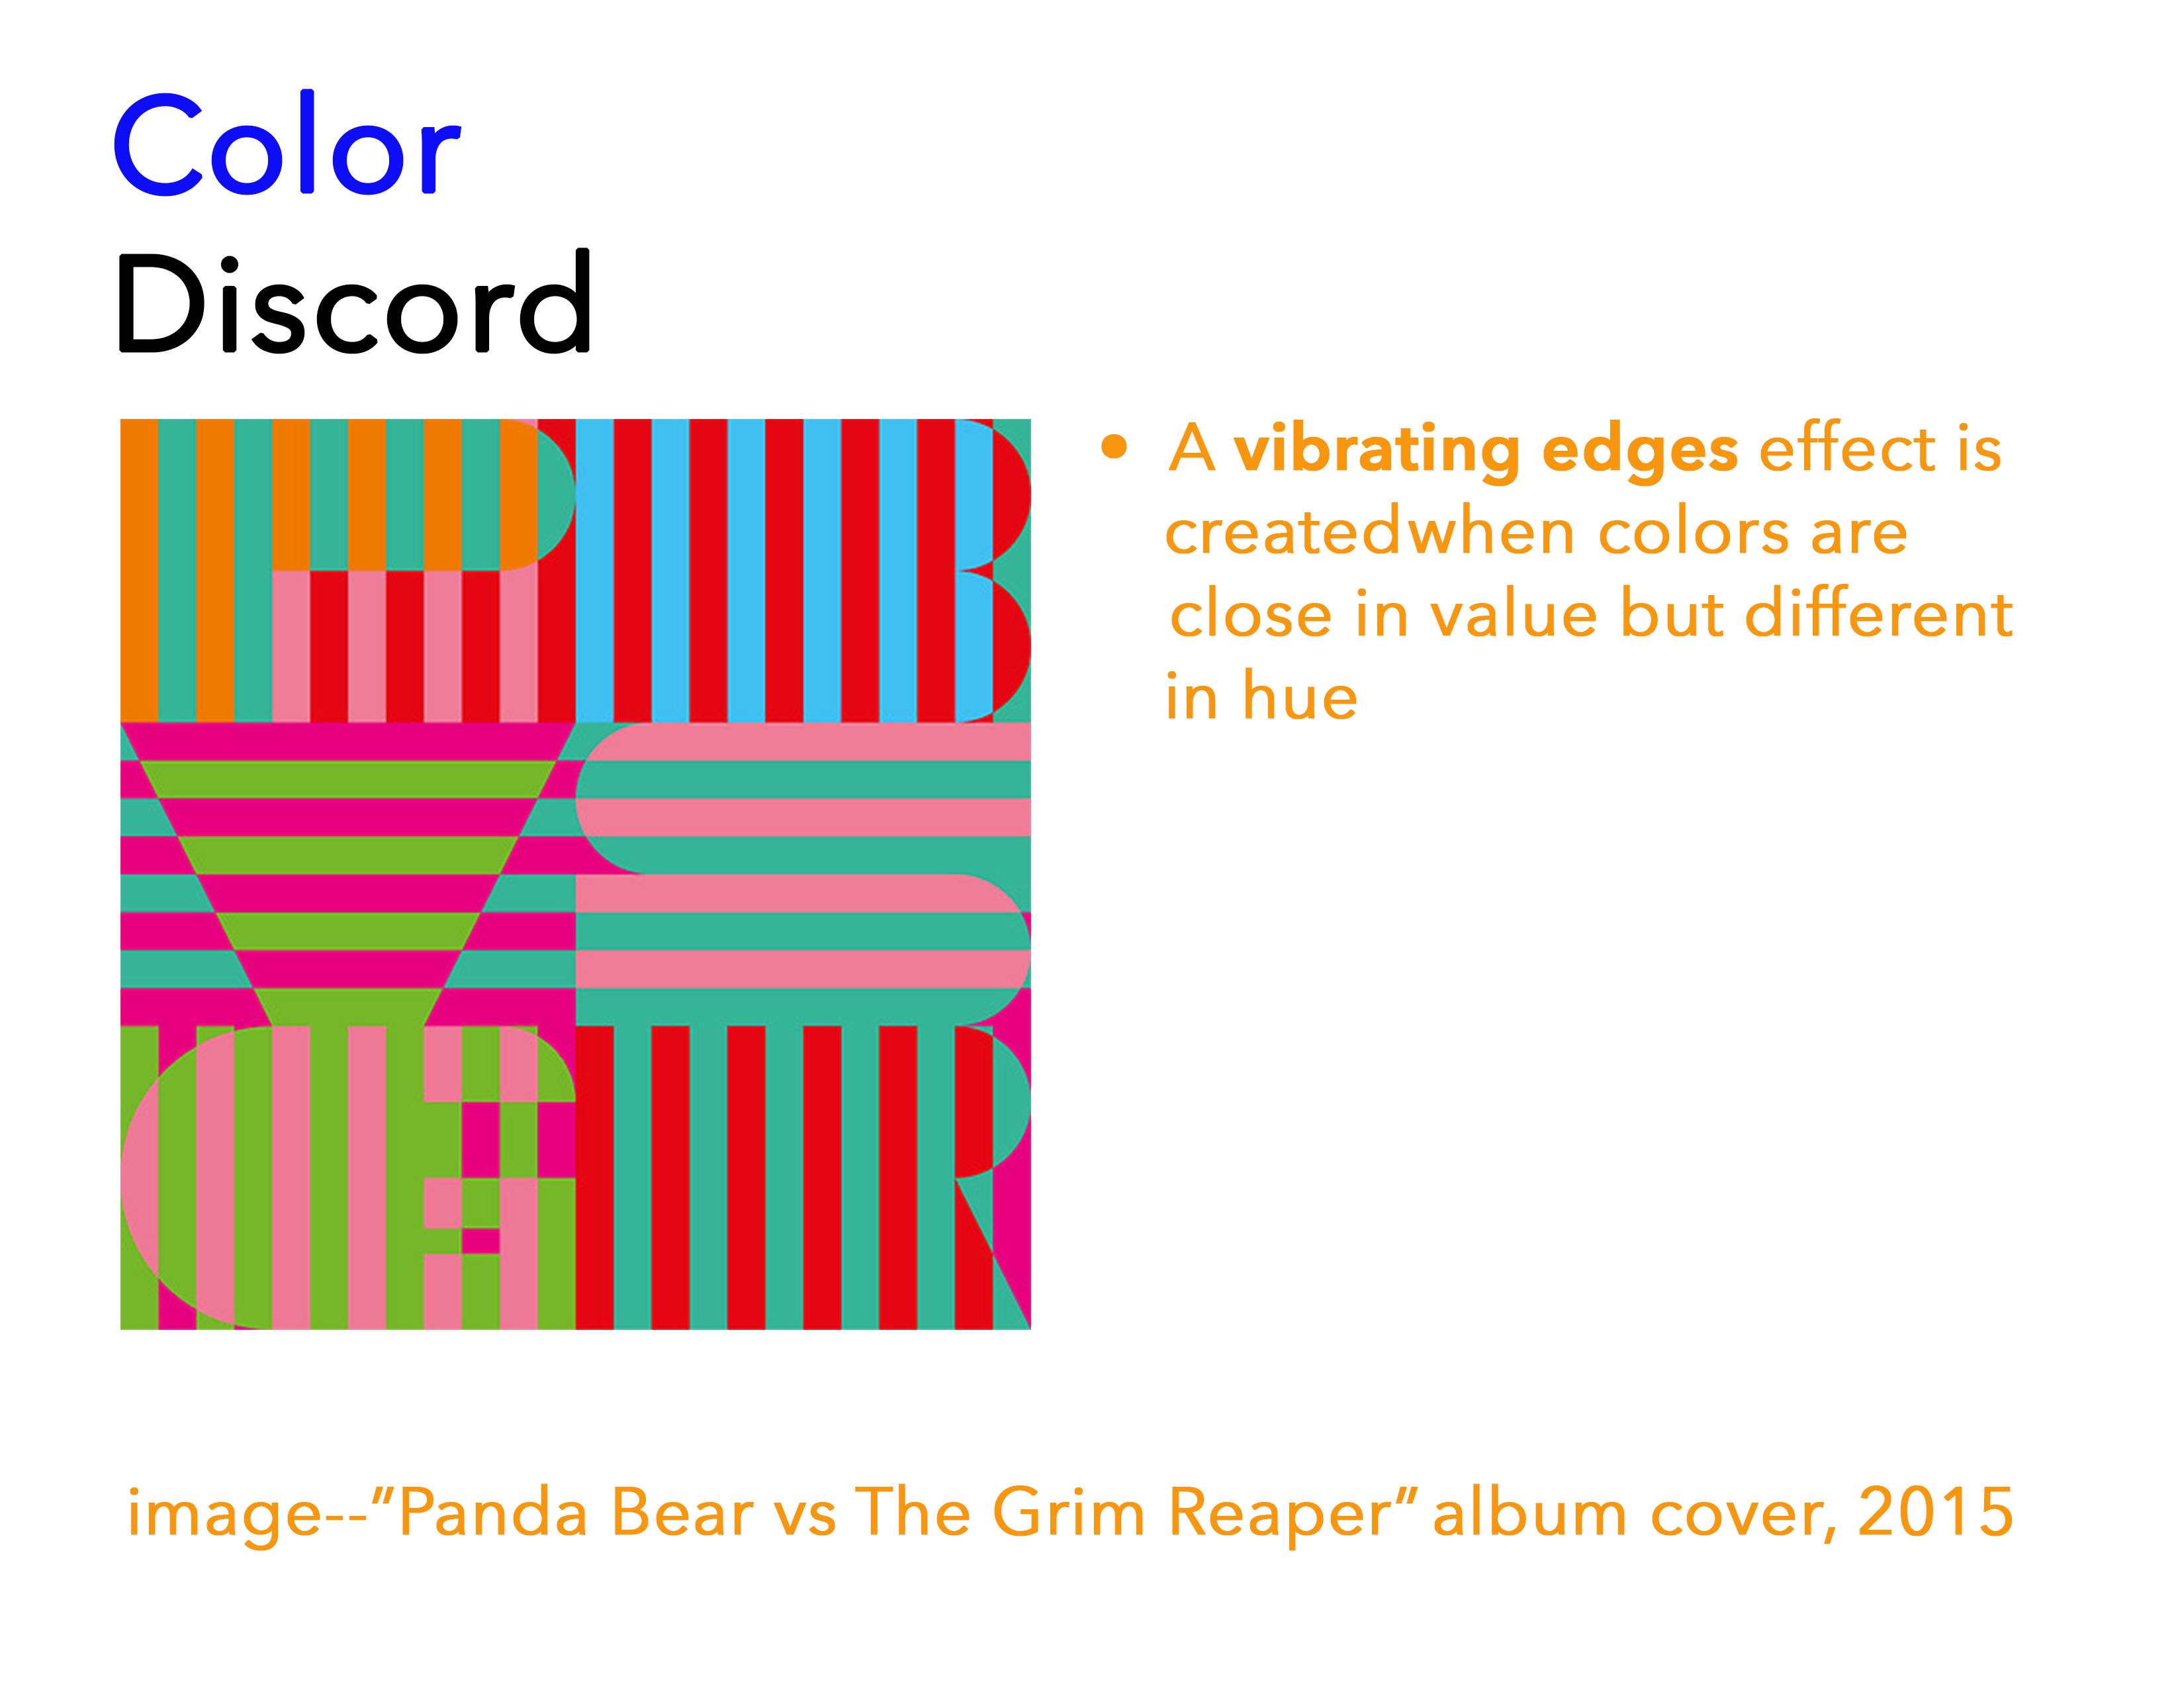 Color
Discord
• A vibrating edges effect is
createdwhen colors are
close in value but different
in hue
image--"Panda Bear vs The Grim Reaper" album cover, 2015